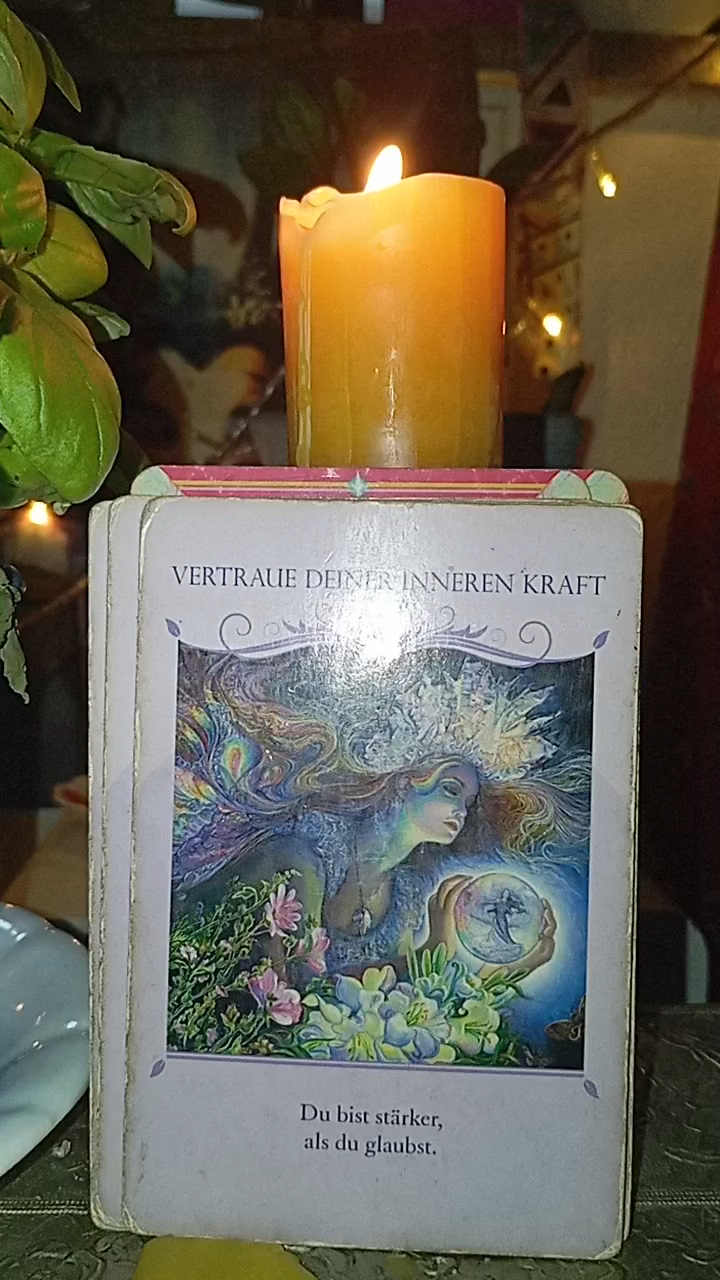 VERTRAUE DEINER INNEREN KRAFT
Du bist stärker,
als du glaubst.